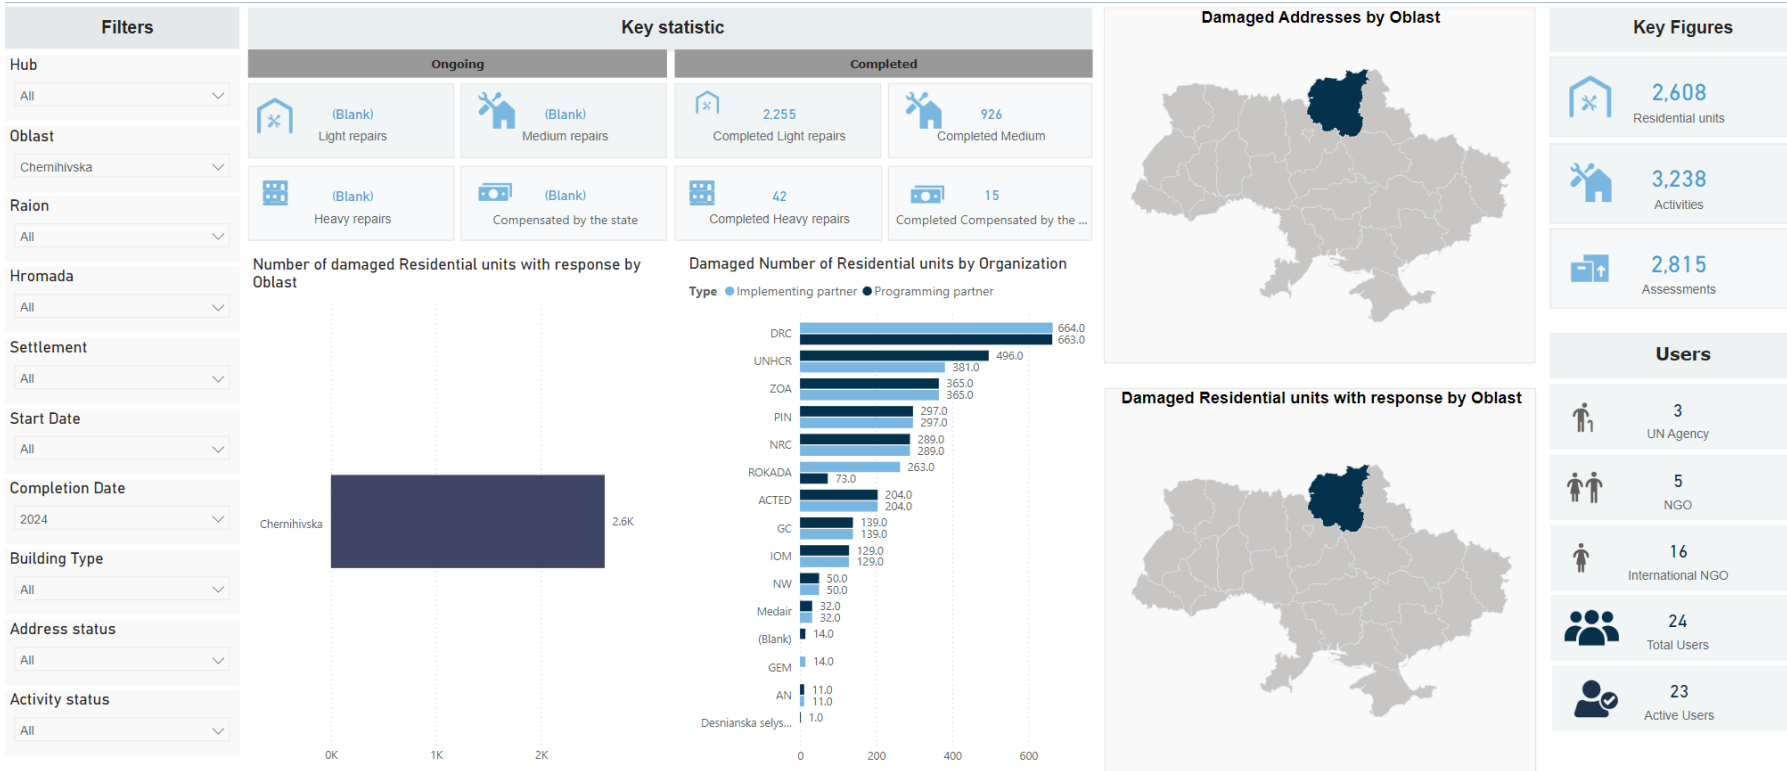 Filters
Hub
All
Oblast
Chernihivska
Raion
All
Hromada
All
Settlement
All
Start Date
All
Completion Date
2024
Building Type
All
Address status
All
Activity status
All
Key statistic
Ongoing
(Blank)
Light repairs
(Blank)
Medium repairs
(Blank)
Heavy repairs
(Blank)
Compensated by the state
Completed
2,255
Completed Light repairs
926
Completed Medium
42
Completed Heavy repairs
15
Completed Compensated by the ...
Number of damaged Residential units with response by
Oblast
Chernihivska
2.6K
0K 1K 2K
Damaged Number of Residential units by Organization
Type Implementing partner Programming partner
DRC 664.0
663.0
UNHCR 496.0
381.0
ZOA 365.0
365.0
PIN 297.0
297.0
NRC 289.0
289.0
ROKADA 263.0
73.0
ACTED 204.0
204.0
GC 139.0
139.0
IOM 129.0
129.0
NW 50.0
50.0
Medair 32.0
32.0
(Blank) 14.0
GEM 14.0
AN 11.0
11.0
Desnianska selys... 1.0
0 200 400 600
Damaged Addresses by Oblast
Damaged Residential units with response by Oblast
Key Figures
2,608
Residential units
3,238
Activities
2,815
Assessments
Users
3
UN Agency
5
NGO
16
International NGO
24
Total Users
23
Active Users